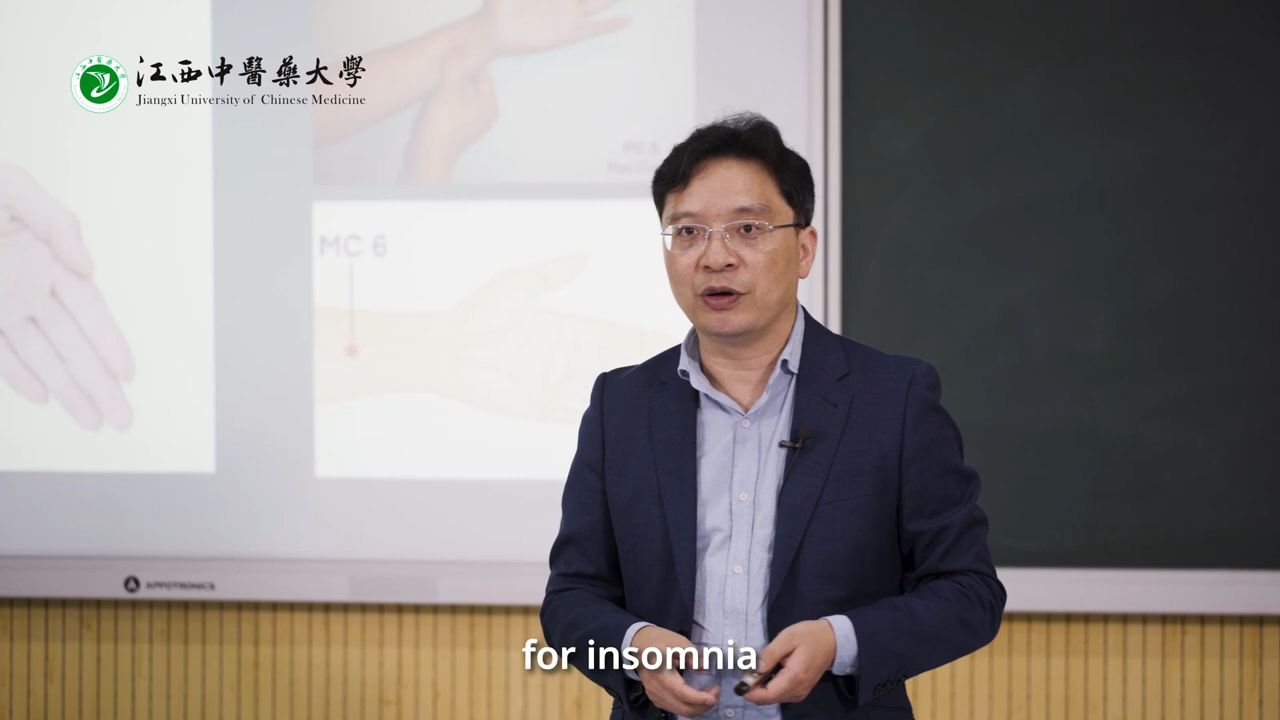 江西中醫藥大學
Jiangxi University of Chinese Medicine
MC 6
APPOTRONICS
for insomnia